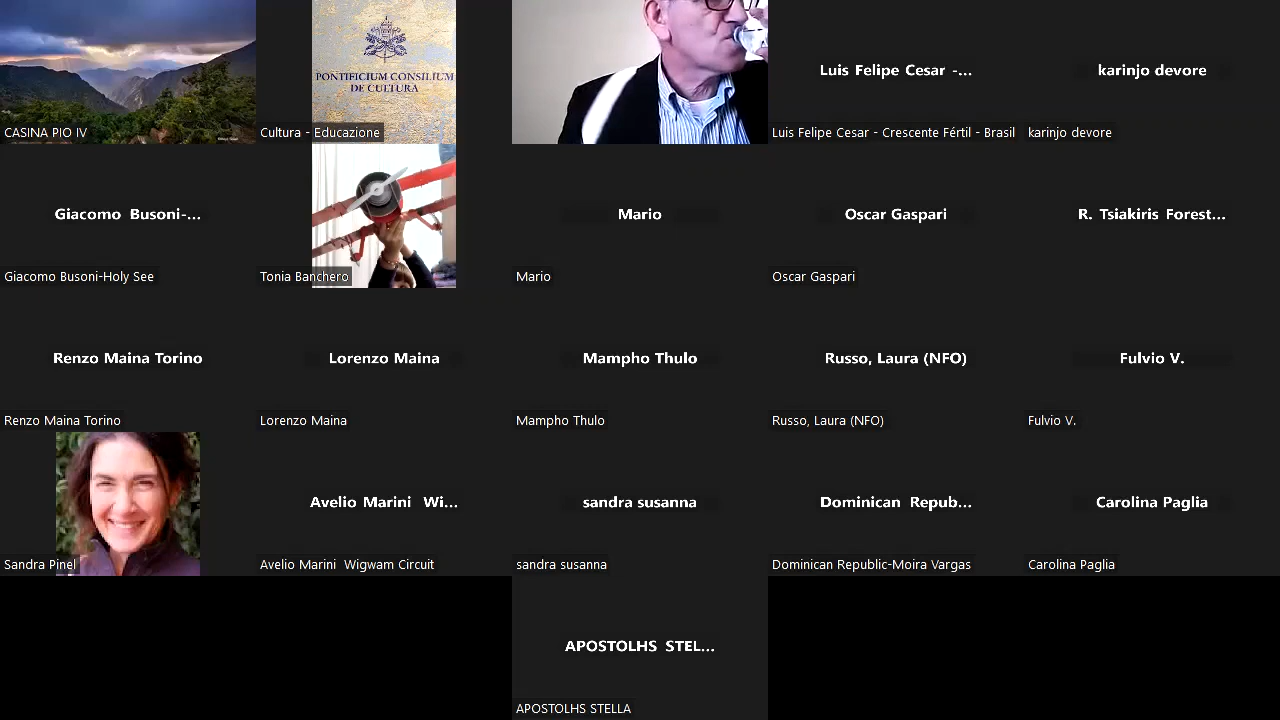 CASINA PIO IV
PONTIFICIUM CONSILIUM
DE CULTURA
Cultura - Educazione
Luis Felipe Cesar -...
Luis Felipe Cesar - Crescente Fértil - Brasil
karinjo devore
karinjo devore
Giacomo Busoni-...
Giacomo Busoni-Holy See
Tonia Banchero
Mario
Mario
Oscar Gaspari
Oscar Gaspari
R. Tsiakiris Forest...
Renzo Maina Torino
Renzo Maina Torino
Lorenzo Maina
Lorenzo Maina
Mampho Thulo
Mampho Thulo
Russo, Laura (NFO)
Russo, Laura (NFO)
Fulvio V.
Fulvio V.
Sandra Pinel
Avelio Marini Wi...
Avelio Marini Wigwam Circuit
sandra susanna
sandra susanna
Dominican Repub...
Dominican Republic-Moira Vargas
Carolina Paglia
Carolina Paglia
APOSTOLHS STEL...
APOSTOLHS STELLA